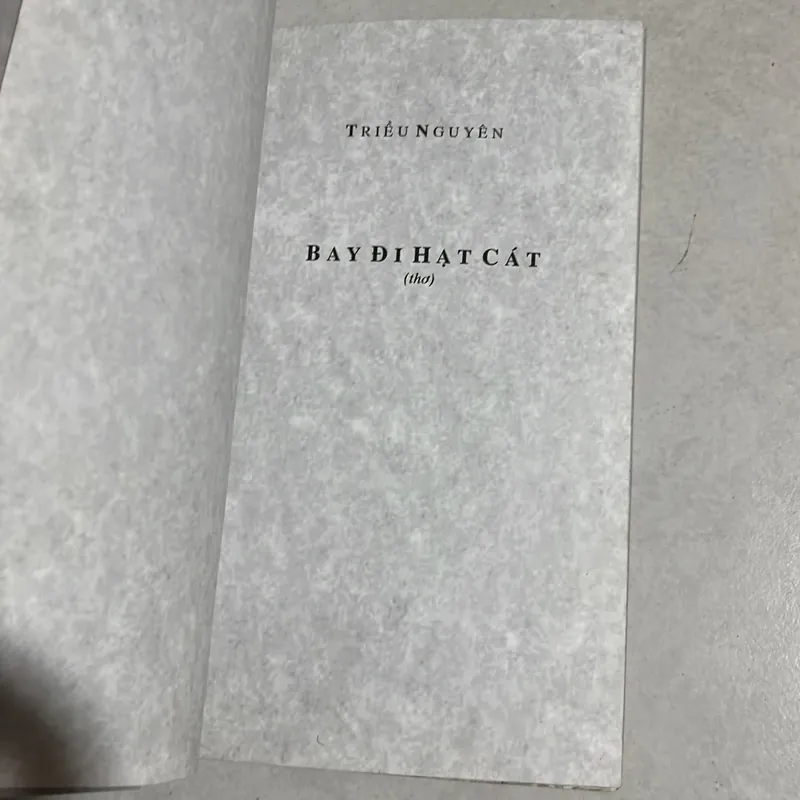 TRIỀU NGUYÊN
BAY ĐI HẠT CÁT
(thơ)